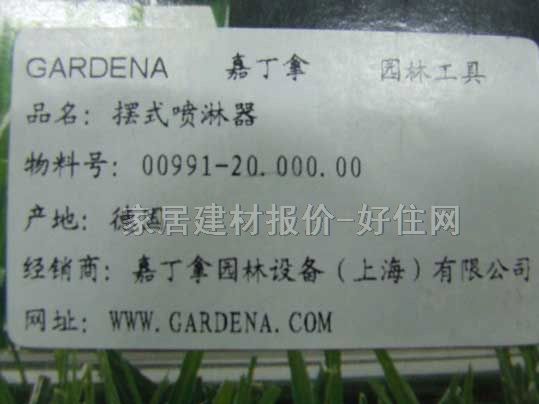 GARDENA 嘉丁拿 园林工具
品名: 摆式喷淋器
物料号: 00991-20.000.00
产地: 德国
家居建材报价-好住网
经销商: 嘉丁拿园林设备(上海)有限公司
网址: WWW.GARDENA.COM